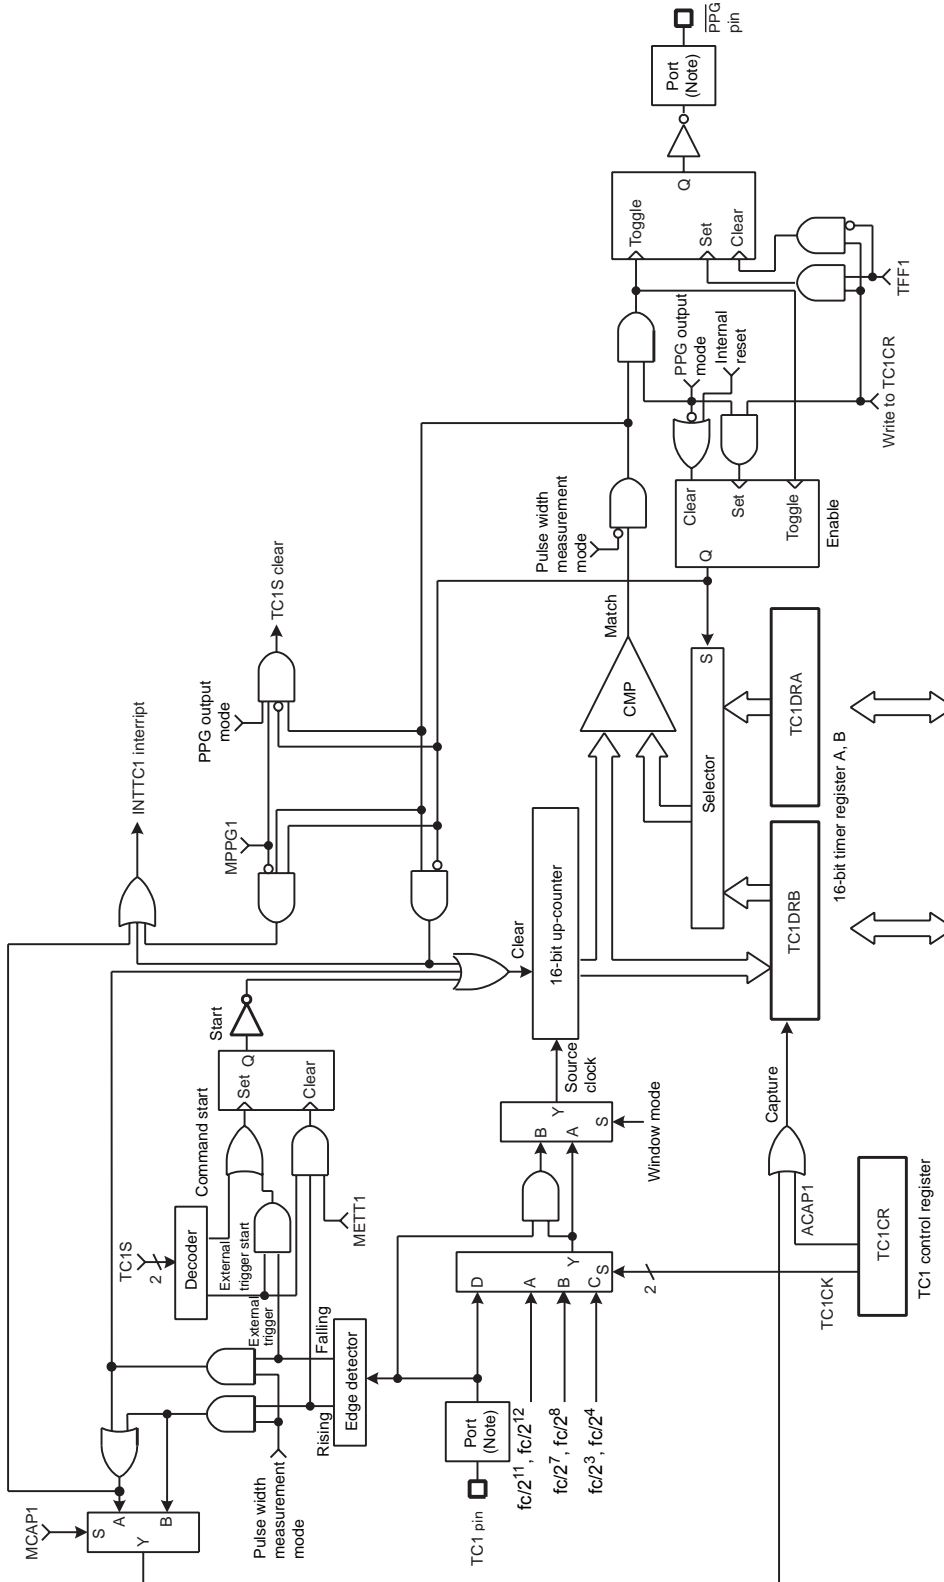 MCAP1
S
A
B
Y
Pulse width
measurement
mode
TC1S
2
Decoder
Command start
External
trigger start
External
trigger
Rising
Falling
Edge detector
METT1
Set
Q
Clear
Start
TC1 pin
Port
(Note)
fc/2¹¹, fc/2¹²
fc/2⁷, fc/2⁸
fc/2³, fc/2⁴
D
A
B
C
S
Y
2
TC1CK
B
A
Y
S
Window mode
Source
clock
Clear
16-bit up-counter
INTTC1 interript
MPPG1
PPG output
mode
TC1S clear
CMP
Match
Pulse width
measurement
mode
Selector
S
TC1DRB
TC1DRA
16-bit timer register A, B
Capture
ACAP1
TC1CR
TC1 control register
Q
Clear
Set
Toggle
Enable
PPG output
mode
Internal
reset
Write to TC1CR
TFF1
Toggle
Set
Clear
Q
Port
(Note)
PPG
pin